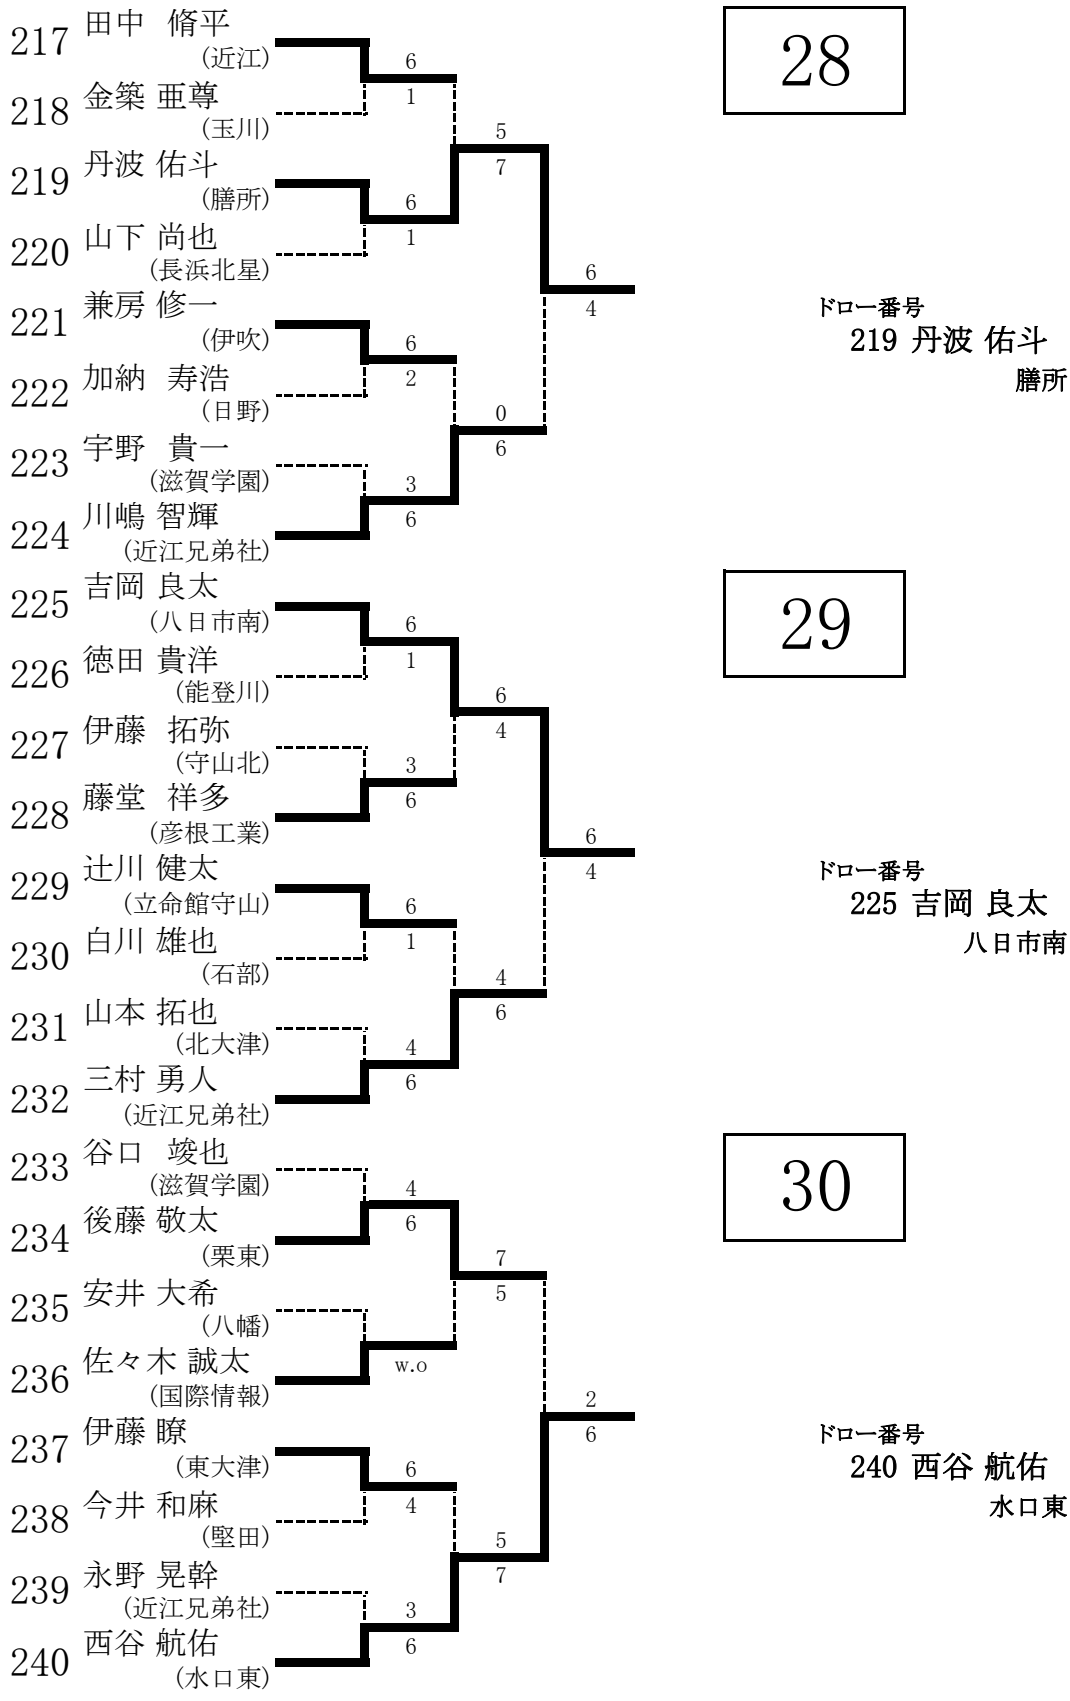 217 田中 脩平
(近江)
218 金築 亜尊
(玉川)
219 丹波 佑斗
(膳所)
220 山下 尚也
(長浜北星)
6
1
6
1
5
7
221 兼房 修一
(伊吹)
222 加納 寿浩
(日野)
223 宇野 貴一
(滋賀学園)
224 川嶋 智輝
(近江兄弟社)
6
2
3
6
0
6
6
4
28
ドロー番号
219 丹波 佑斗
膳所
225 吉岡 良太
(八日市南)
226 徳田 貴洋
(能登川)
227 伊藤 拓弥
(守山北)
228 藤堂 祥多
(彦根工業)
6
1
3
6
6
4
229 辻川 健太
(立命館守山)
230 白川 雄也
(石部)
231 山本 拓也
(北大津)
232 三村 勇人
(近江兄弟社)
6
1
4
6
4
6
6
4
29
ドロー番号
225 吉岡 良太
八日市南
233 谷口 竣也
(滋賀学園)
234 後藤 敬太
(栗東)
235 安井 大希
(八幡)
236 佐々木 誠太
(国際情報)
4
6
w.o
7
5
237 伊藤 瞭
(東大津)
238 今井 和麻
(堅田)
239 永野 晃幹
(近江兄弟社)
240 西谷 航佑
(水口東)
6
4
3
6
5
7
2
6
30
ドロー番号
240 西谷 航佑
水口東